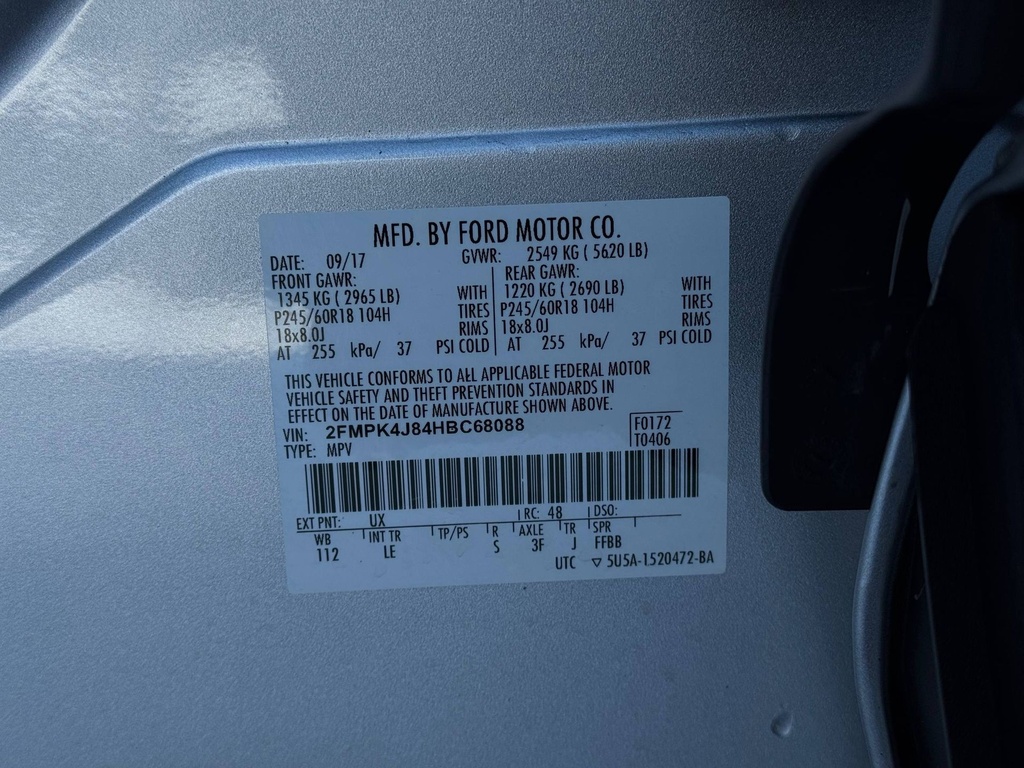 MFD. BY FORD MOTOR CO.
DATE: 09/17 GVWR: 2549 KG ( 5620 LB)
FRONT GAWR: REAR GAWR:
1345 KG ( 2965 LB) WITH 1220 KG ( 2690 LB) WITH
P245/60R18 104H TIRES P245/60R18 104H TIRES
18x8.0J RIMS 18x8.0J RIMS
AT 255 kPa/ 37 PSI COLD AT 255 kPa/ 37 PSI COLD
THIS VEHICLE CONFORMS TO ALL APPLICABLE FEDERAL MOTOR
VEHICLE SAFETY AND THEFT PREVENTION STANDARDS IN
EFFECT ON THE DATE OF MANUFACTURE SHOWN ABOVE.
VIN: 2FMPK4J84HBC68088 F0172
TYPE: MPV T0406
EXT PNT: UX RC: 48 DSO:
WB INT TR TP/PS R AXLE TR SPR
112 LE S 3F J FFBB
UTC ▽ 5U5A-1520472-BA